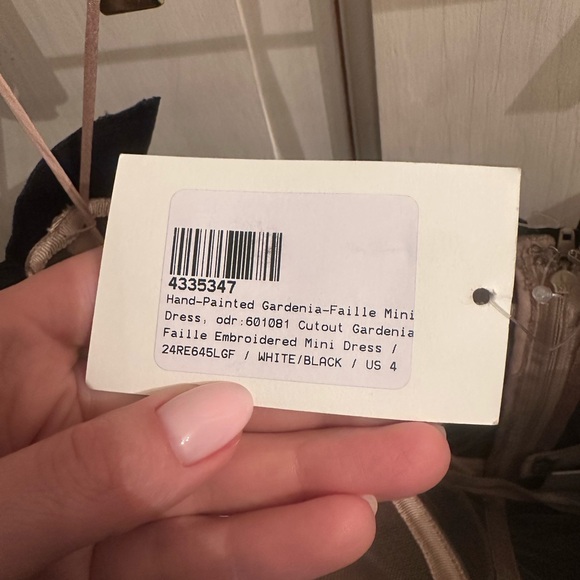 4335347
Hand-Painted Gardenia-Faille Mini
Dress, odr:601081 Cutout Gardenia
Faille Embroidered Mini Dress /
24RE645LGF / WHITE/BLACK / US 4